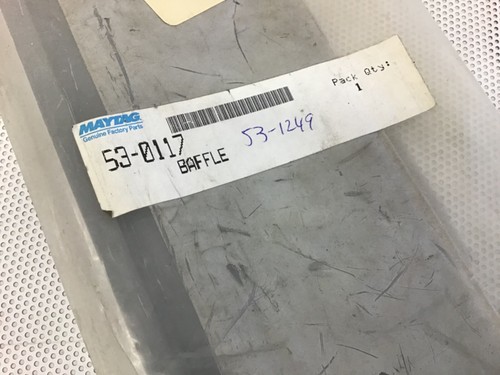 MAYTAG
Genuine Factory Parts
53-0117
BAFFLE
53-1249
Pack Qty:
1